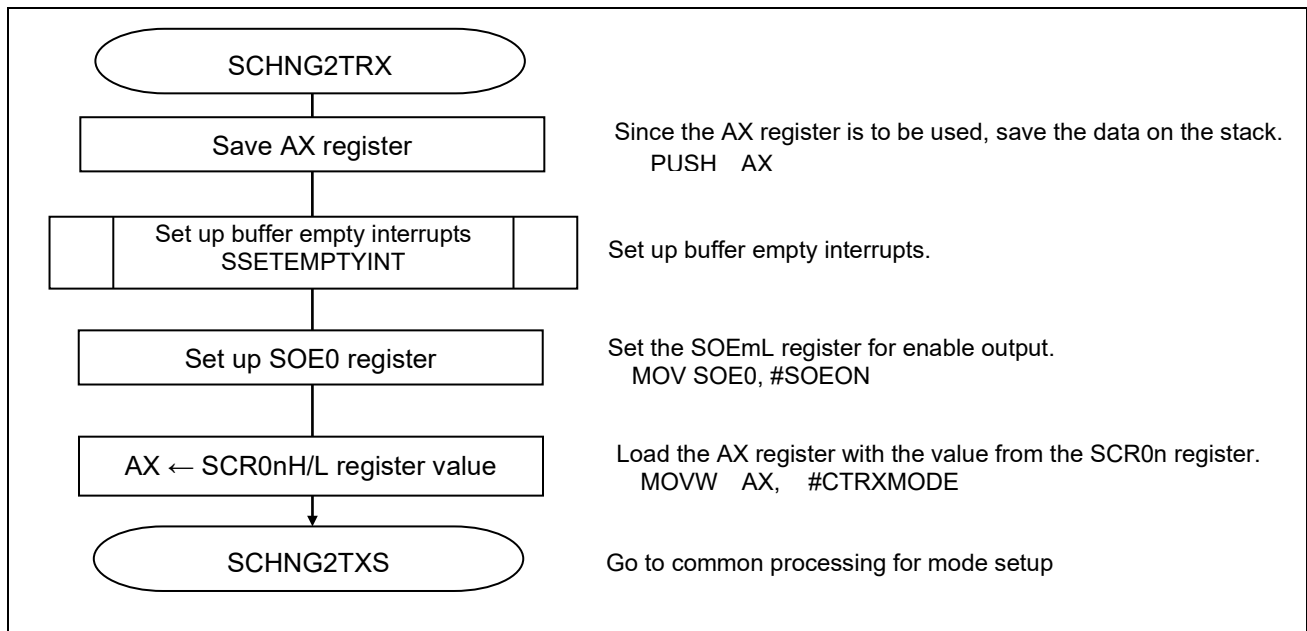 SCHNG2TRX
Save AX register
Since the AX register is to be used, save the data on the stack.
PUSH AX
Set up buffer empty interrupts
SSETEMPTYINT
Set up buffer empty interrupts.
Set up SOE0 register
Set the SOEmL register for enable output.
MOV SOE0, #SOEON
AX ← SCR0nH/L register value
Load the AX register with the value from the SCR0n register.
MOVW AX, #CTRXMODE
SCHNG2TXS
Go to common processing for mode setup